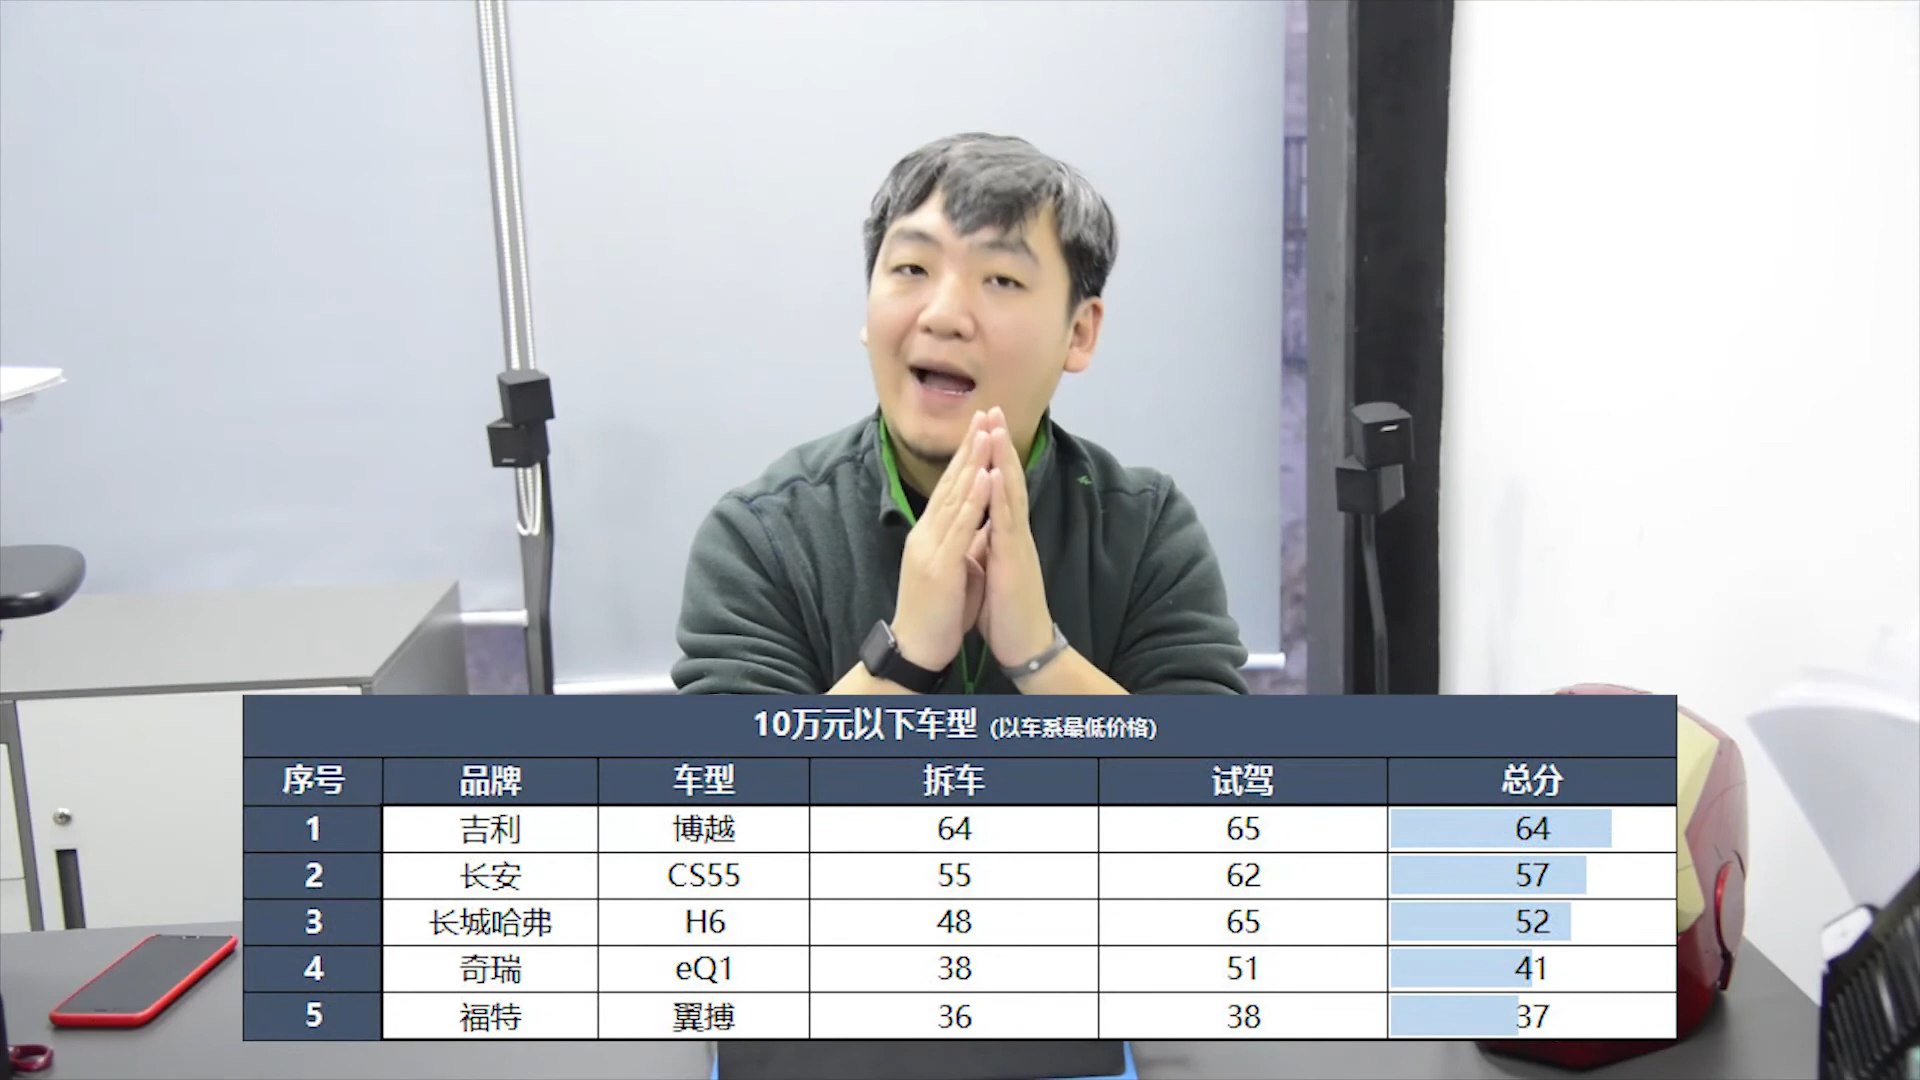 10万元以下车型 (以车系最低价格)
序号 品牌 车型 拆车 试驾 总分
1 吉利 博越 64 65 64
2 长安 CS55 55 62 57
3 长城哈弗 H6 48 65 52
4 奇瑞 eQ1 38 51 41
5 福特 翼搏 36 38 37